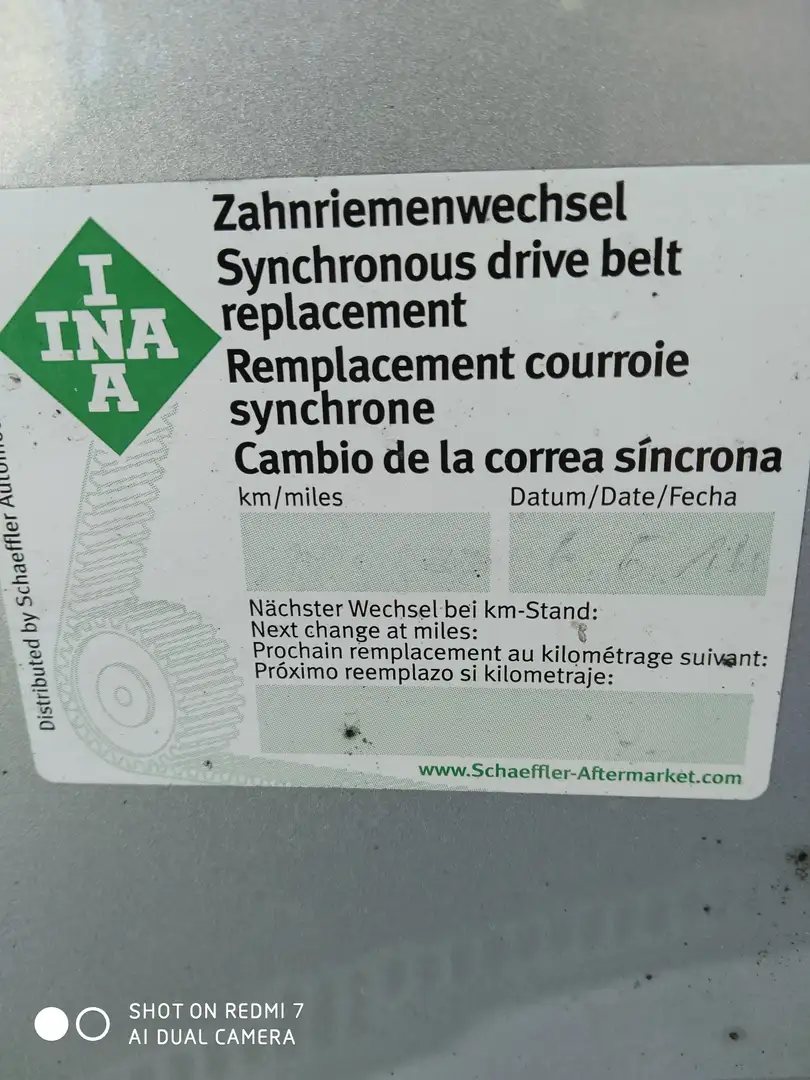 INA
INA
Zahnriemenwechsel
Synchronous drive belt
replacement
Remplacement courroie
synchrone
Cambio de la correa síncrona
km/miles
Datum/Date/Fecha
Nächster Wechsel bei km-Stand:
Next change at miles:
Prochain remplacement au kilométrage suivant:
Próximo reemplazo si kilometraje:
www.Schaeffler-Aftermarket.com
Distributed by Schaeffler
SHOT ON REDMI 7
AI DUAL CAMERA